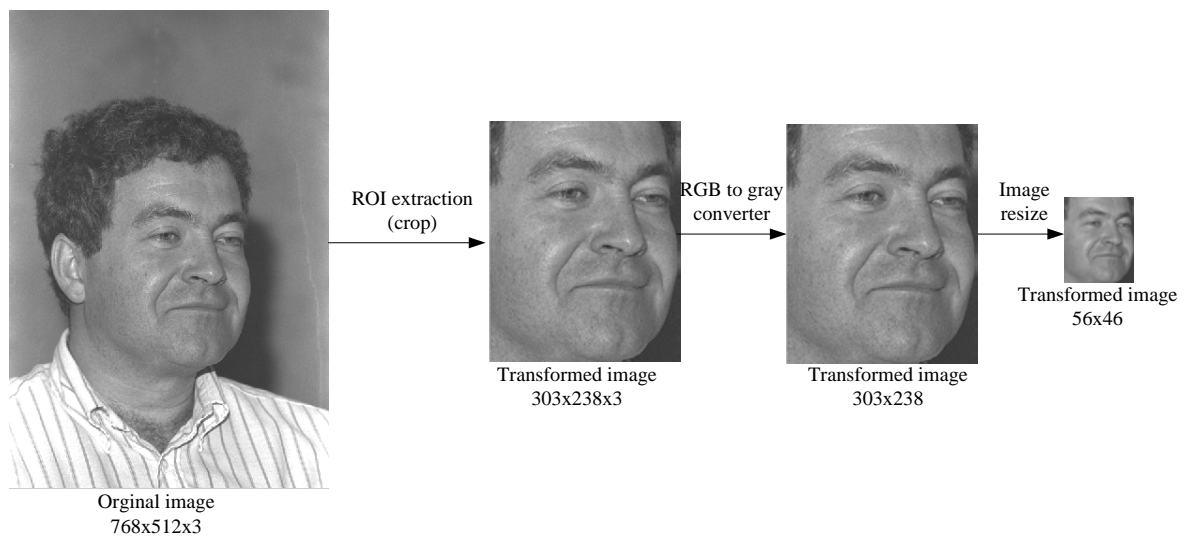 ROI extraction
(crop)
RGB to gray
converter
Image
resize
Transformed image
56x46
Transformed image
303x238x3
Transformed image
303x238
Orginal image
768x512x3